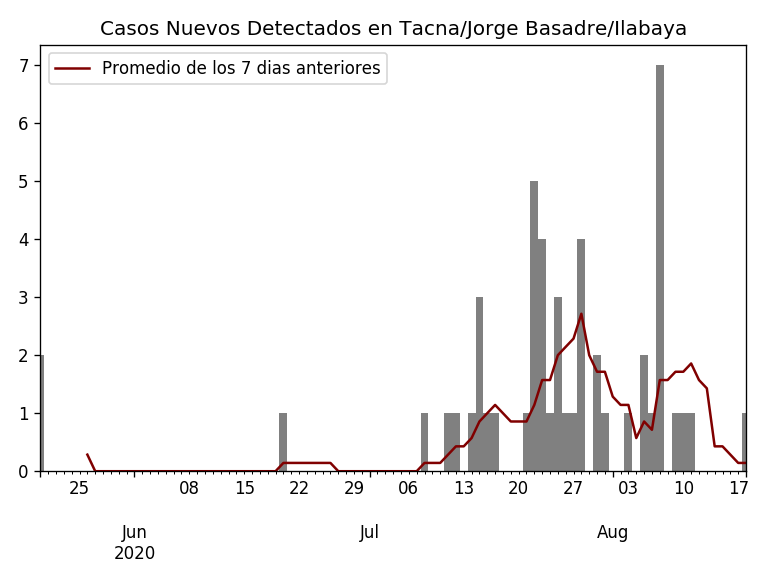 Casos Nuevos Detectados en Tacna/Jorge Basadre/Ilabaya
Promedio de los 7 dias anteriores
7
6
5
4
3
2
1
0
25 08 15 22 29 06 13 20 27 03 10 17
Jun Jul Aug
2020